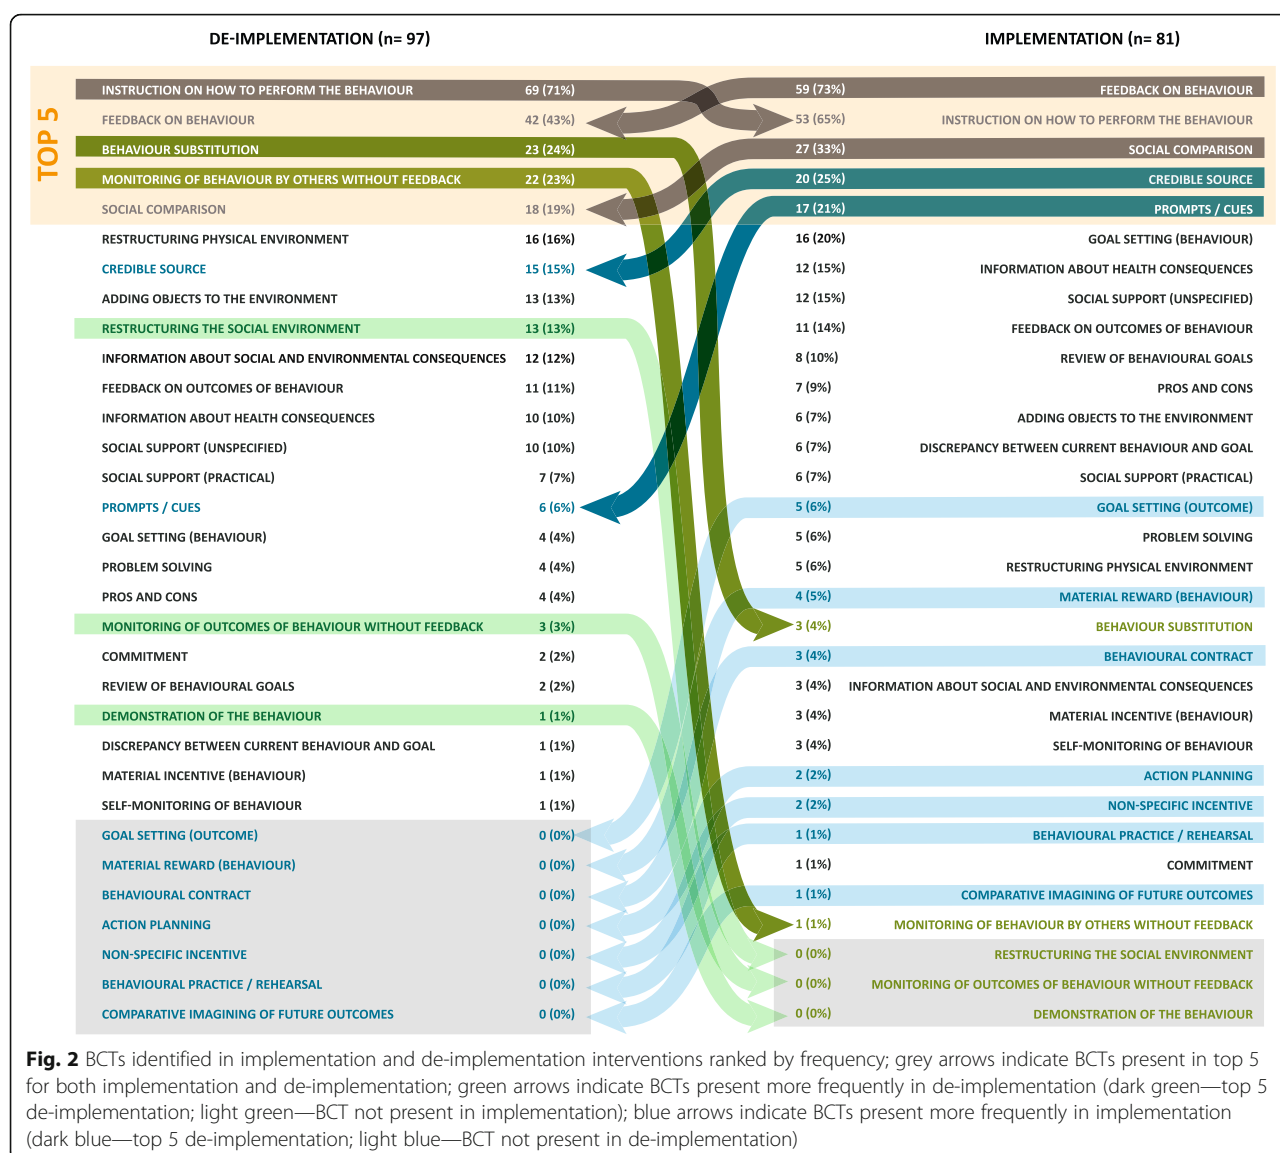 DE-IMPLEMENTATION (n= 97)
IMPLEMENTATION (n= 81)
TOP 5
INSTRUCTION ON HOW TO PERFORM THE BEHAVIOUR 69 (71%) 59 (73%) FEEDBACK ON BEHAVIOUR
FEEDBACK ON BEHAVIOUR 42 (43%) 53 (65%) INSTRUCTION ON HOW TO PERFORM THE BEHAVIOUR
BEHAVIOUR SUBSTITUTION 23 (24%) 27 (33%) SOCIAL COMPARISON
MONITORING OF BEHAVIOUR BY OTHERS WITHOUT FEEDBACK 22 (23%) 20 (25%) CREDIBLE SOURCE
SOCIAL COMPARISON 18 (19%) 17 (21%) PROMPTS / CUES
RESTRUCTURING PHYSICAL ENVIRONMENT 16 (16%) 16 (20%) GOAL SETTING (BEHAVIOUR)
CREDIBLE SOURCE 15 (15%) 12 (15%) INFORMATION ABOUT HEALTH CONSEQUENCES
ADDING OBJECTS TO THE ENVIRONMENT 13 (13%) 12 (15%) SOCIAL SUPPORT (UNSPECIFIED)
RESTRUCTURING THE SOCIAL ENVIRONMENT 13 (13%) 11 (14%) FEEDBACK ON OUTCOMES OF BEHAVIOUR
INFORMATION ABOUT SOCIAL AND ENVIRONMENTAL CONSEQUENCES 12 (12%) 8 (10%) REVIEW OF BEHAVIOURAL GOALS
FEEDBACK ON OUTCOMES OF BEHAVIOUR 11 (11%) 7 (9%) PROS AND CONS
INFORMATION ABOUT HEALTH CONSEQUENCES 10 (10%) 6 (7%) ADDING OBJECTS TO THE ENVIRONMENT
SOCIAL SUPPORT (UNSPECIFIED) 10 (10%) 6 (7%) DISCREPANCY BETWEEN CURRENT BEHAVIOUR AND GOAL
SOCIAL SUPPORT (PRACTICAL) 7 (7%) 6 (7%) SOCIAL SUPPORT (PRACTICAL)
PROMPTS / CUES 6 (6%) 5 (6%) GOAL SETTING (OUTCOME)
GOAL SETTING (BEHAVIOUR) 4 (4%) 5 (6%) PROBLEM SOLVING
PROBLEM SOLVING 4 (4%) 5 (6%) RESTRUCTURING PHYSICAL ENVIRONMENT
PROS AND CONS 4 (4%) 4 (5%) MATERIAL REWARD (BEHAVIOUR)
MONITORING OF OUTCOMES OF BEHAVIOUR WITHOUT FEEDBACK 3 (3%) 3 (4%) BEHAVIOUR SUBSTITUTION
COMMITMENT 2 (2%) 3 (4%) BEHAVIOURAL CONTRACT
REVIEW OF BEHAVIOURAL GOALS 2 (2%) 3 (4%) INFORMATION ABOUT SOCIAL AND ENVIRONMENTAL CONSEQUENCES
DEMONSTRATION OF THE BEHAVIOUR 1 (1%) 3 (4%) MATERIAL INCENTIVE (BEHAVIOUR)
DISCREPANCY BETWEEN CURRENT BEHAVIOUR AND GOAL 1 (1%) 3 (4%) SELF-MONITORING OF BEHAVIOUR
MATERIAL INCENTIVE (BEHAVIOUR) 1 (1%) 2 (2%) ACTION PLANNING
SELF-MONITORING OF BEHAVIOUR 1 (1%) 2 (2%) NON-SPECIFIC INCENTIVE
GOAL SETTING (OUTCOME) 0 (0%) 1 (1%) BEHAVIOURAL PRACTICE / REHEARSAL
MATERIAL REWARD (BEHAVIOUR) 0 (0%) 1 (1%) COMMITMENT
BEHAVIOURAL CONTRACT 0 (0%) 1 (1%) COMPARATIVE IMAGINING OF FUTURE OUTCOMES
ACTION PLANNING 0 (0%) 1 (1%) MONITORING OF BEHAVIOUR BY OTHERS WITHOUT FEEDBACK
NON-SPECIFIC INCENTIVE 0 (0%) 0 (0%) RESTRUCTURING THE SOCIAL ENVIRONMENT
BEHAVIOURAL PRACTICE / REHEARSAL 0 (0%) 0 (0%) MONITORING OF OUTCOMES OF BEHAVIOUR WITHOUT FEEDBACK
COMPARATIVE IMAGINING OF FUTURE OUTCOMES 0 (0%) 0 (0%) DEMONSTRATION OF THE BEHAVIOUR
Fig. 2 BCTs identified in implementation and de-implementation interventions ranked by frequency; grey arrows indicate BCTs present in top 5
for both implementation and de-implementation; green arrows indicate BCTs present more frequently in de-implementation (dark green—top 5
de-implementation; light green—BCT not present in implementation); blue arrows indicate BCTs present more frequently in implementation
(dark blue—top 5 de-implementation; light blue—BCT not present in de-implementation)